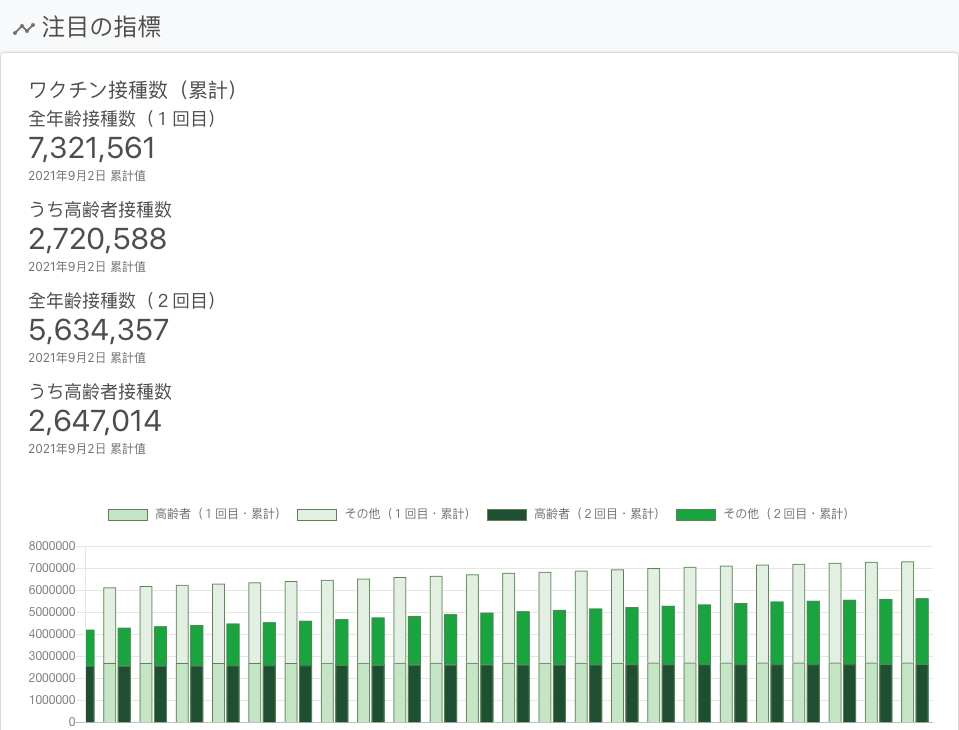 注目の指標
ワクチン接種数（累計）
全年齢接種数（１回目）
7,321,561
2021年9月2日 累計値
うち高齢者接種数
2,720,588
2021年9月2日 累計値
全年齢接種数（２回目）
5,634,357
2021年9月2日 累計値
うち高齢者接種数
2,647,014
2021年9月2日 累計値
高齢者（１回目・累計） その他（１回目・累計） 高齢者（２回目・累計） その他（２回目・累計）
8000000
7000000
6000000
5000000
4000000
3000000
2000000
1000000
0